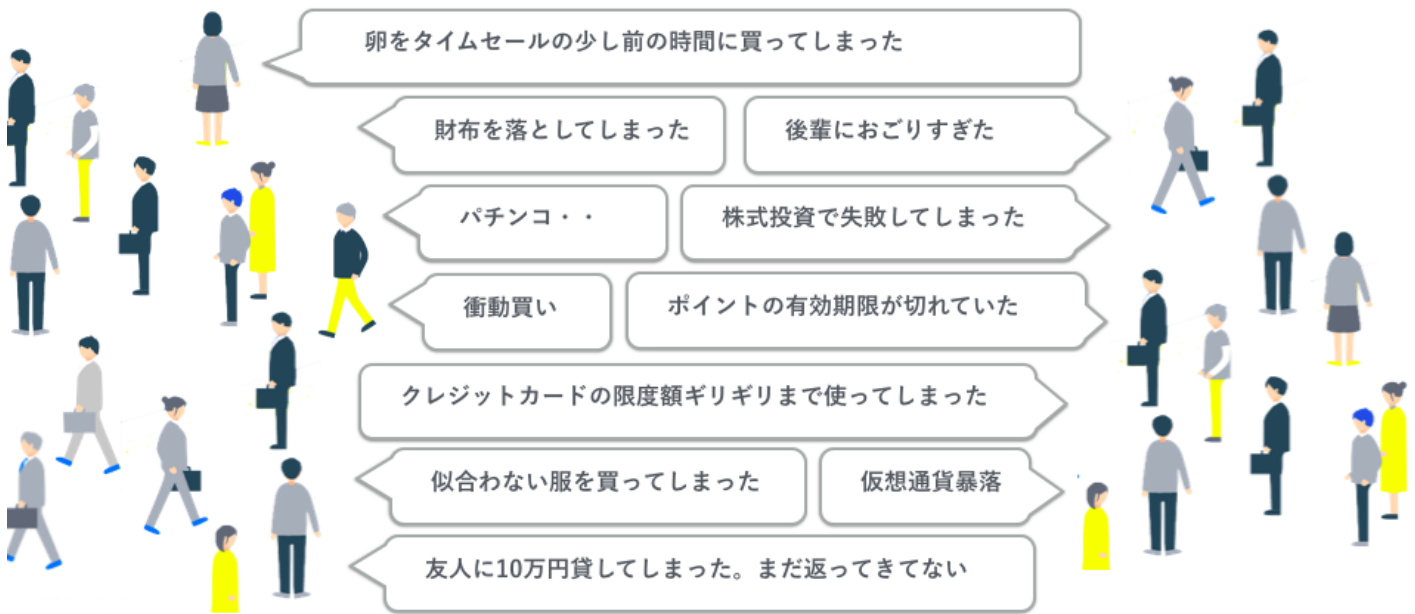 卵をタイムセールの少し前の時間に買ってしまった
財布を落としてしまった
後輩におごりすぎた
パチンコ・・
株式投資で失敗してしまった
衝動買い
ポイントの有効期限が切れていた
クレジットカードの限度額ギリギリまで使ってしまった
似合わない服を買ってしまった
仮想通貨暴落
友人に10万円貸してしまった。まだ返ってきてない